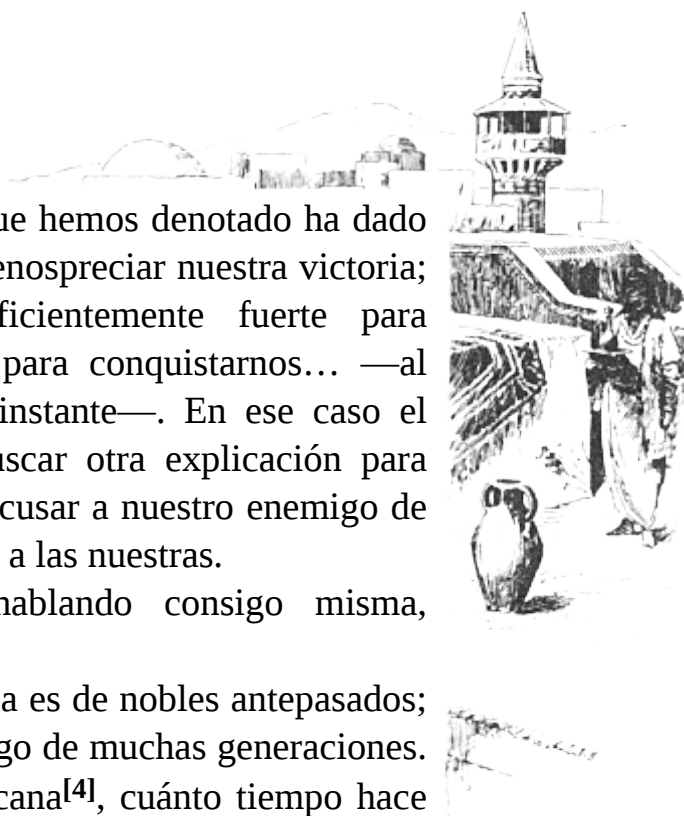 ue hemos denotado ha dado
enospreciar nuestra victoria;
ficientemente fuerte para
para conquistarnos… —al
instante—. En ese caso el
uscar otra explicación para
cusar a nuestro enemigo de
a las nuestras.
hablando consigo misma,
a es de nobles antepasados;
go de muchas generaciones.
cana[4], cuánto tiempo hace